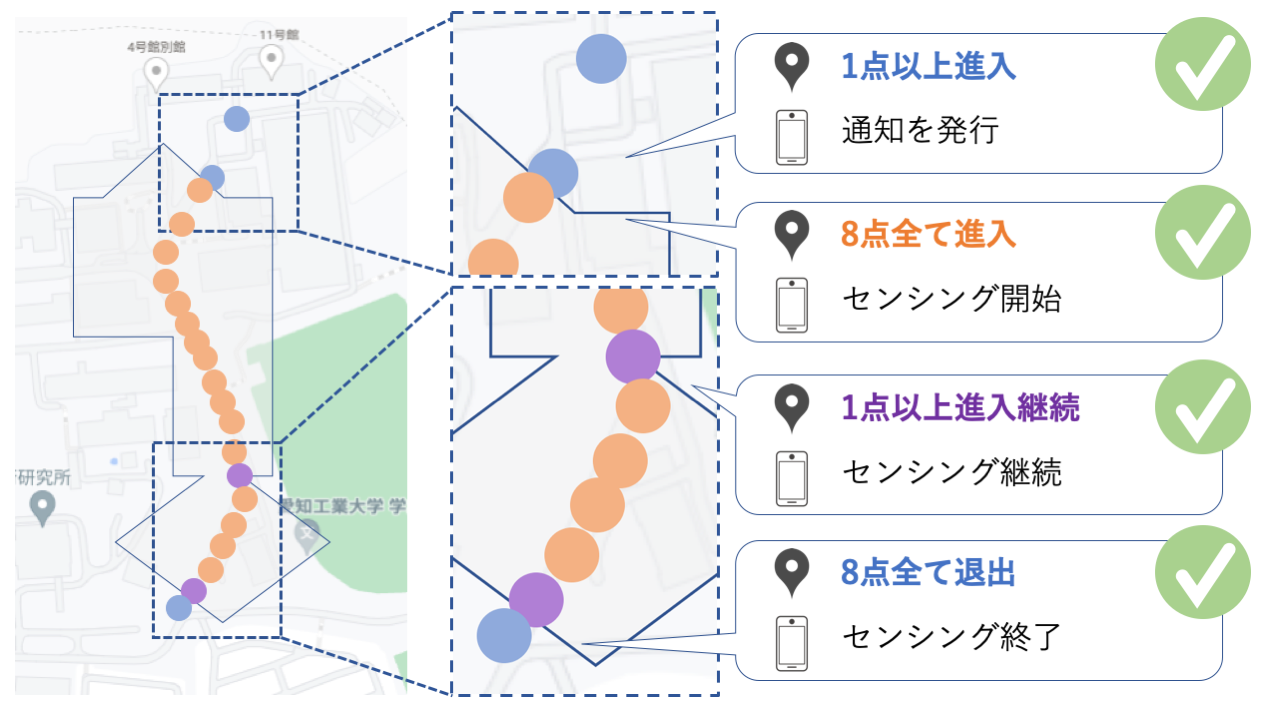 4号館別館
11号館
研究所
愛知工業大学 学
文
1点以上進入
通知を発行
8点全て進入
センシング開始
1点以上進入継続
センシング継続
8点全て退出
センシング終了